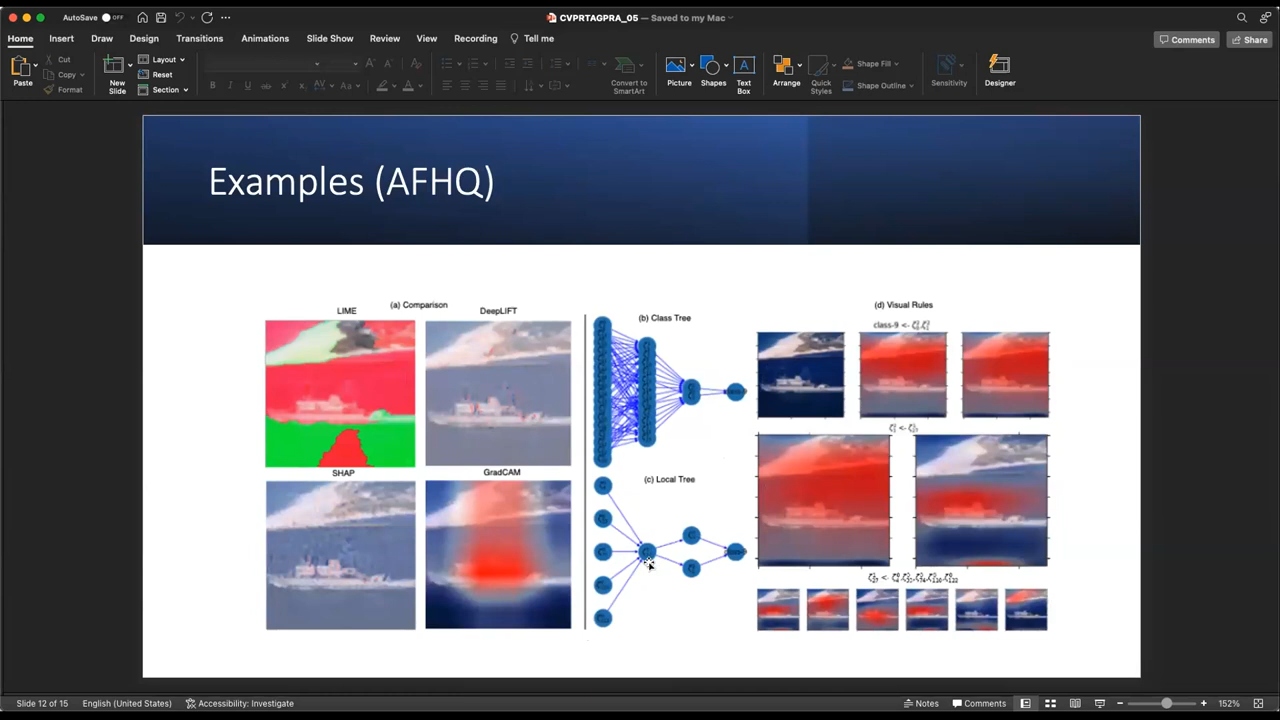 AutoSave OFF
CVPRTAGPRA_05 — Saved to my Mac
Home Insert Draw Design Transitions Animations Slide Show Review View Recording Tell me
Comments Share
Paste
Cut
Copy
Format
New Slide
Layout
Reset
Section
Convert to SmartArt
Picture
Shapes
Text Box
Arrange
Quick Styles
Shape Fill
Shape Outline
Sensitivity
Designer
Examples (AFHQ)
(a) Comparison
LIME
DeepLIFT
SHAP
GradCAM
(b) Class Tree
(c) Local Tree
(d) Visual Rules
Slide 12 of 15 English (United States) Accessibility: Investigate
Notes Comments 152%